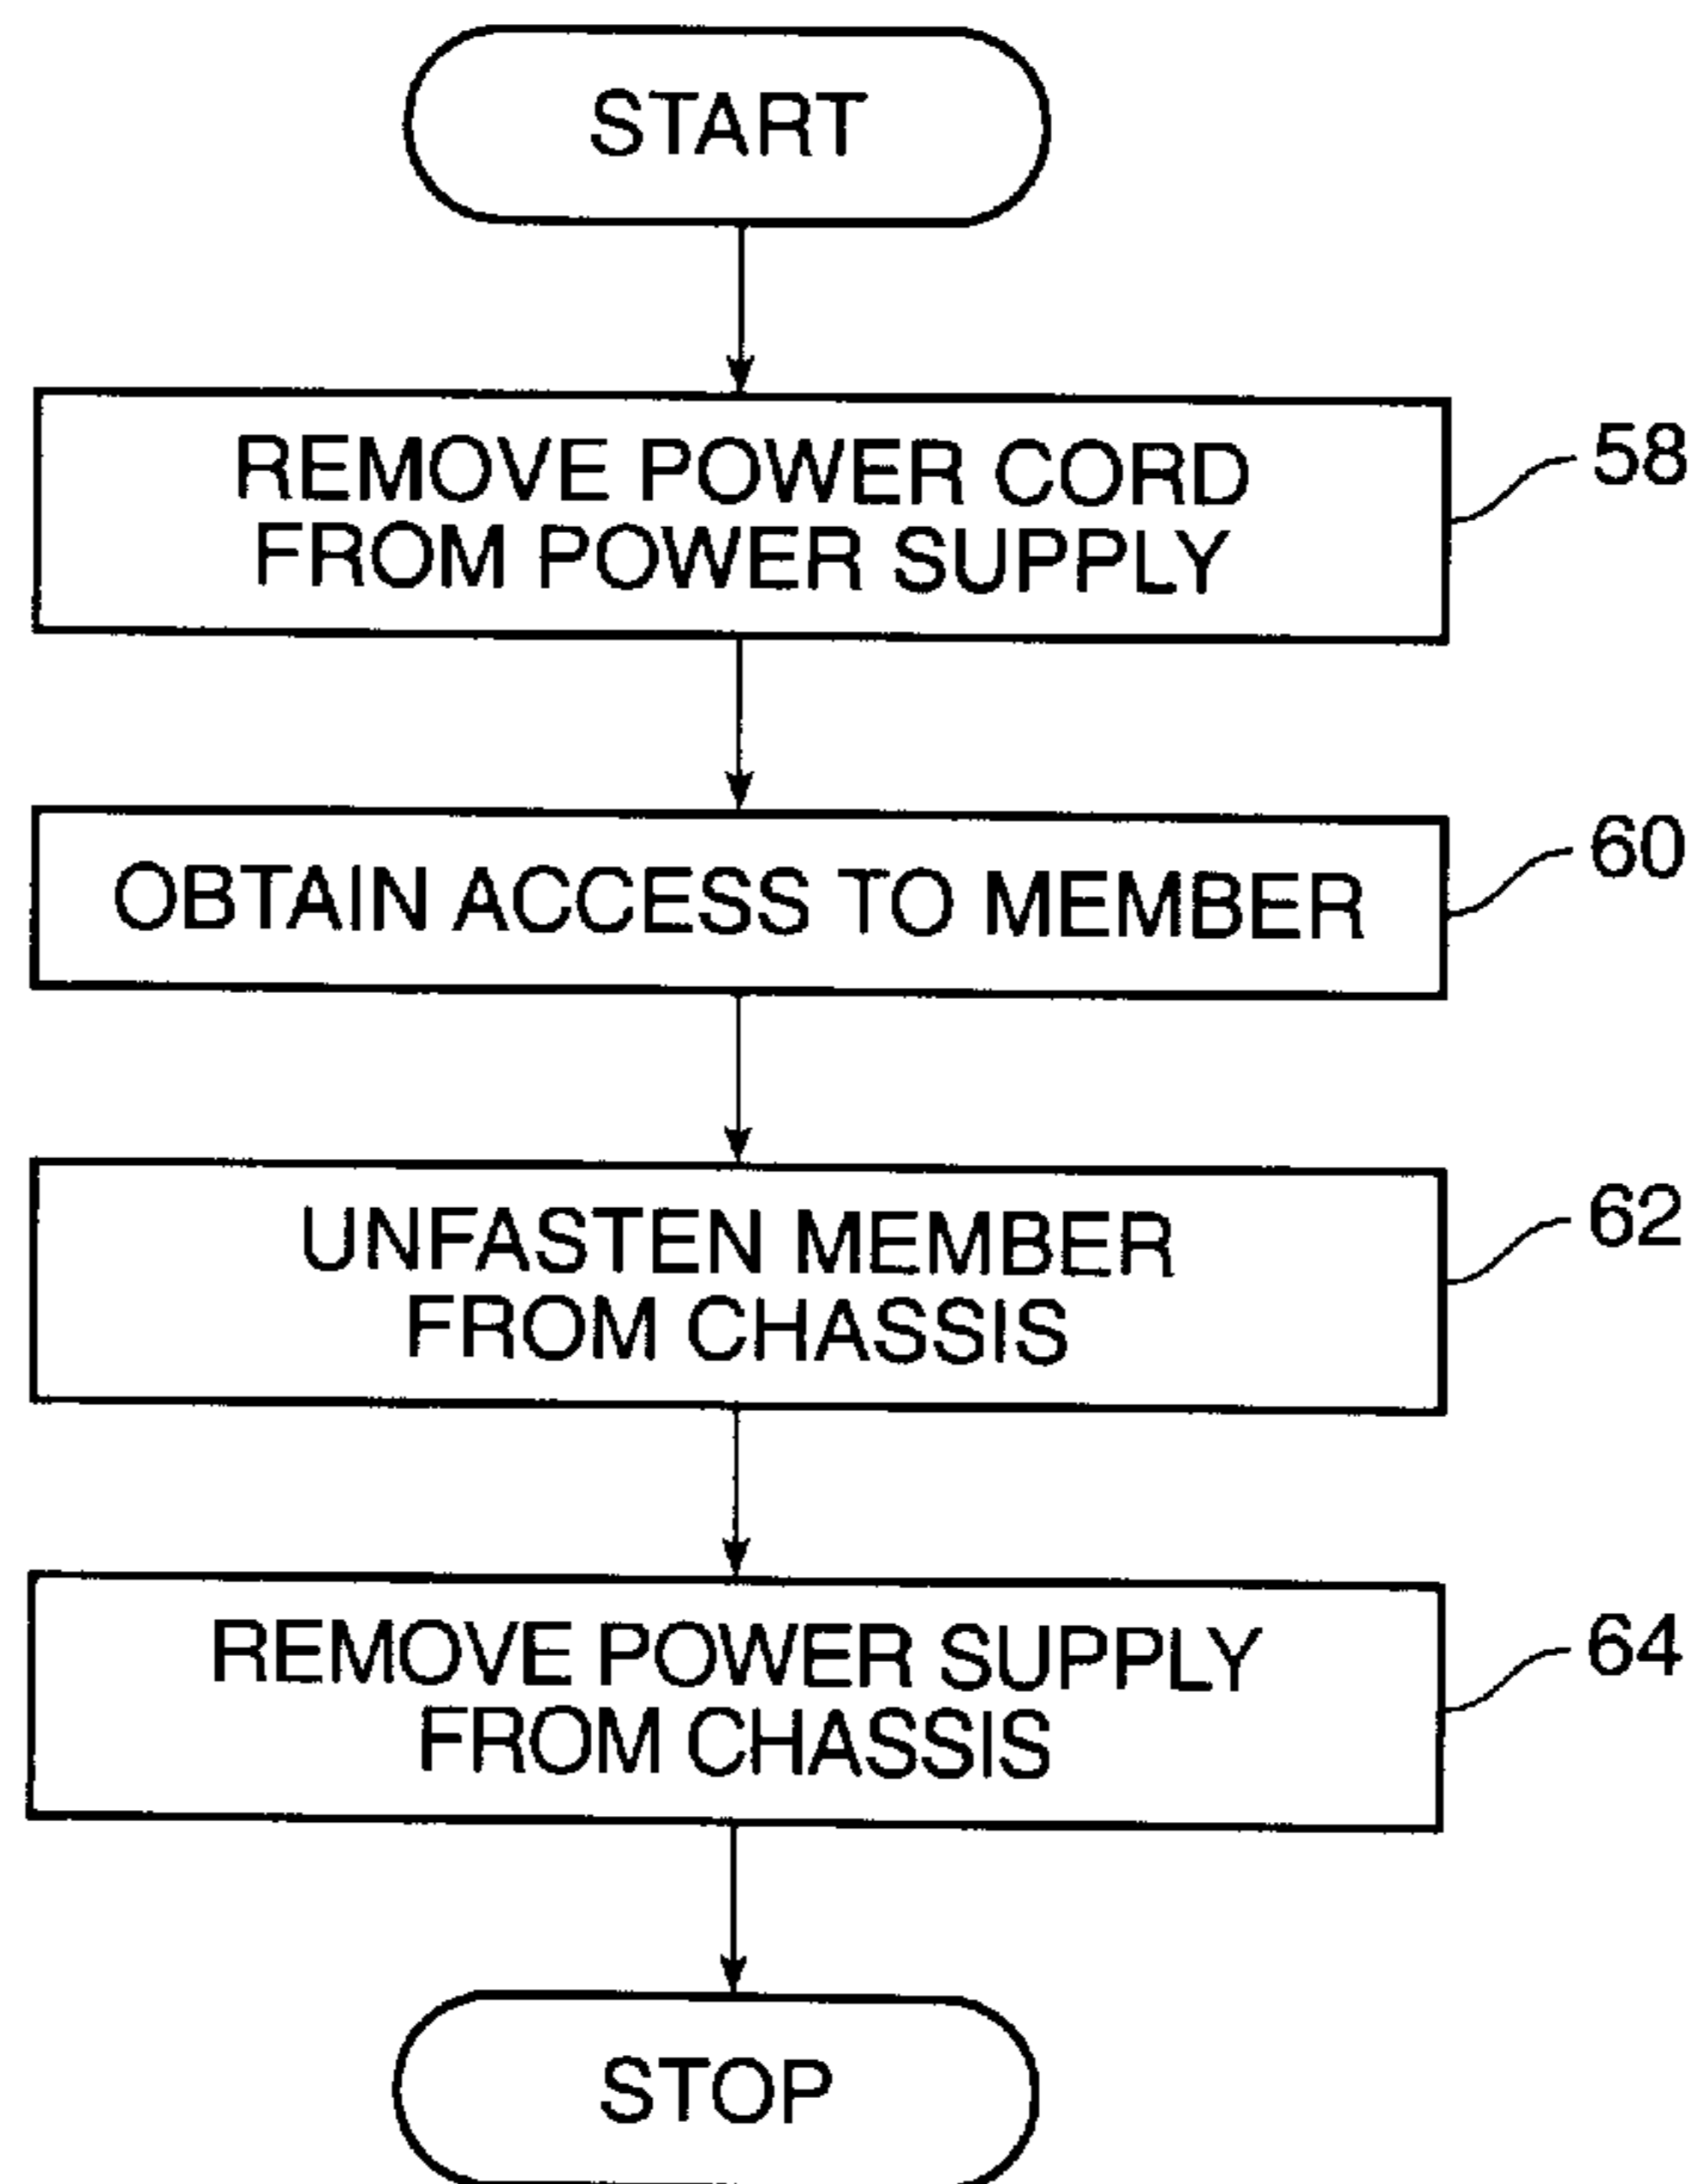 START
REMOVE POWER CORD
FROM POWER SUPPLY
58
OBTAIN ACCESS TO MEMBER
60
UNFASTEN MEMBER
FROM CHASSIS
62
REMOVE POWER SUPPLY
FROM CHASSIS
64
STOP